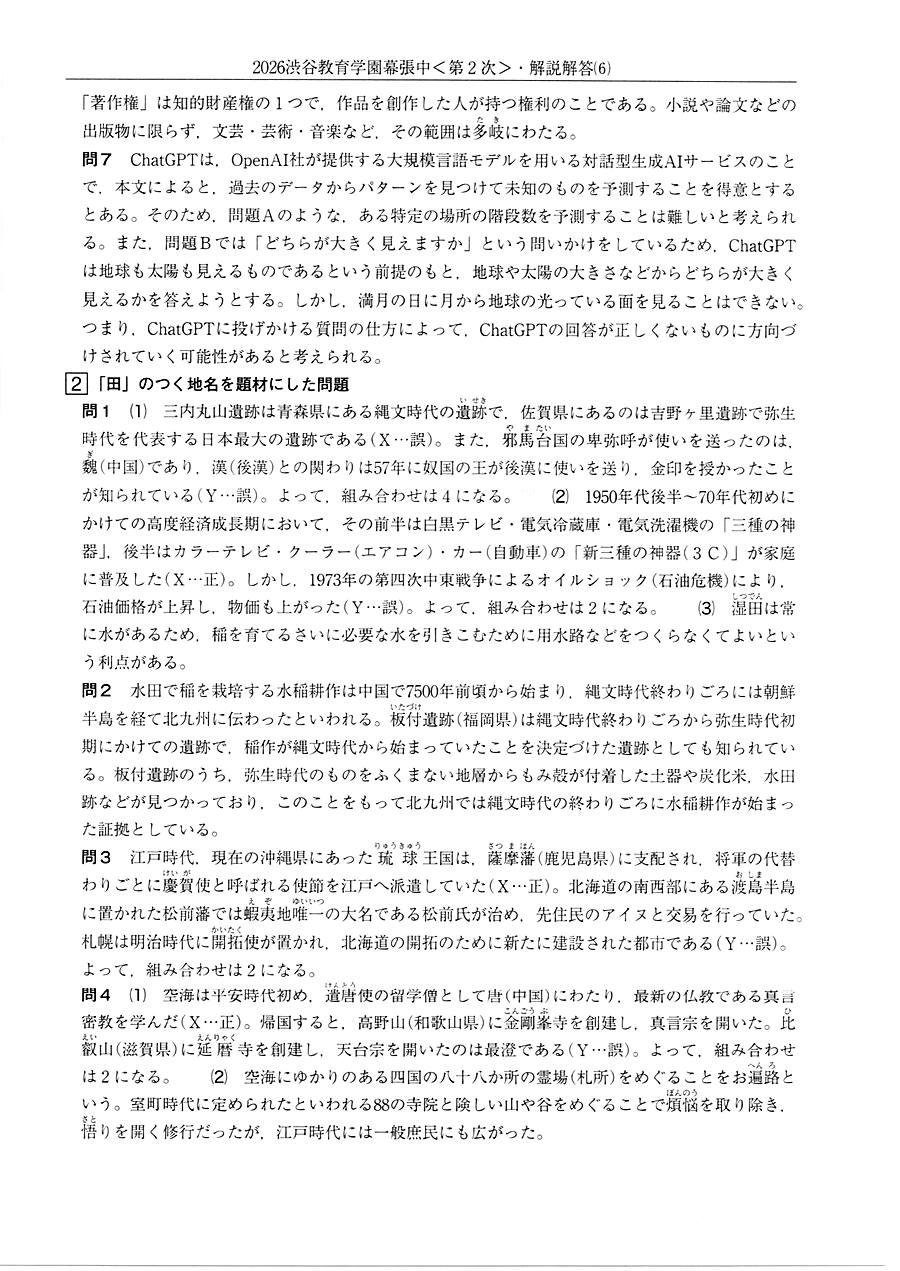 2026渋谷教育学園幕張中＜第２次＞・解説解答(6)
「著作権」は知的財産権の１つで，作品を創作した人が持つ権利のことである。小説や論文などの
出版物に限らず，文芸・芸術・音楽など，その範囲は多岐にわたる。
問７　ChatGPTは，OpenAI社が提供する大規模言語モデルを用いる対話型生成AIサービスのこと
で，本文によると，過去のデータからパターンを見つけて未知のものを予測することを得意とする
とある。そのため，問題Ａのような，ある特定の場所の階段数を予測することは難しいと考えられ
る。また，問題Ｂでは「どちらが大きく見えますか」という問いかけをしているため，ChatGPT
は地球も太陽も見えるものであるという前提のもと，地球や太陽の大きさなどからどちらが大きく
見えるかを答えようとする。しかし，満月の日に月から地球の光っている面を見ることはできない。
つまり，ChatGPTに投げかける質問の仕方によって，ChatGPTの回答が正しくないものに方向づ
けされていく可能性があると考えられる。
２ 「田」のつく地名を題材にした問題
問１　(1)　三内丸山遺跡は青森県にある縄文時代の遺跡で，佐賀県にあるのは吉野ヶ里遺跡で弥生
時代を代表する日本最大の遺跡である(Ｘ…誤)。また，邪馬台国の卑弥呼が使いを送ったのは，
魏(中国)であり，漢(後漢)との関わりは57年に奴国の王が後漢に使いを送り，金印を授かったこと
が知られている(Ｙ…誤)。よって，組み合わせは４になる。　(2)　1950年代後半～70年代初めに
かけての高度経済成長期において，その前半は白黒テレビ・電気冷蔵庫・電気洗濯機の「三種の神
器」，後半はカラーテレビ・クーラー(エアコン)・カー(自動車)の「新三種の神器(３Ｃ)」が家庭
に普及した(Ｘ…正)。しかし，1973年の第四次中東戦争によるオイルショック(石油危機)により，
石油価格が上昇し，物価も上がった(Ｙ…誤)。よって，組み合わせは２になる。　(3)　湿田は常
に水があるため，稲を育てるさいに必要な水を引きこむために用水路などをつくらなくてよいとい
う利点がある。
問２　水田で稲を栽培する水稲耕作は中国で7500年前頃から始まり，縄文時代終わりごろには朝鮮
半島を経て北九州に伝わったといわれる。板付遺跡(福岡県)は縄文時代終わりごろから弥生時代初
期にかけての遺跡で，稲作が縄文時代から始まっていたことを決定づけた遺跡としても知られてい
る。板付遺跡のうち，弥生時代のものをふくまない地層からもみ殻が付着した土器や炭化米，水田
跡などが見つかっており，このことをもって北九州では縄文時代の終わりごろに水稲耕作が始まっ
た証拠としている。
問３　江戸時代，現在の沖縄県にあった琉球王国は，薩摩藩(鹿児島県)に支配され，将軍の代替
わりごとに慶賀使と呼ばれる使節を江戸へ派遣していた(Ｘ…正)。北海道の南西部にある渡島半島
に置かれた松前藩では蝦夷地唯一の大名である松前氏が治め，先住民のアイヌと交易を行っていた。
札幌は明治時代に開拓使が置かれ，北海道の開拓のために新たに建設された都市である(Ｙ…誤)。
よって，組み合わせは２になる。
問４　(1)　空海は平安時代初め，遣唐使の留学僧として唐(中国)にわたり，最新の仏教である真言
密教を学んだ(Ｘ…正)。帰国すると，高野山(和歌山県)に金剛峯寺を創建し，真言宗を開いた。比
叡山(滋賀県)に延暦寺を創建し，天台宗を開いたのは最澄である(Ｙ…誤)。よって，組み合わせ
は２になる。　(2)　空海にゆかりのある四国の八十八か所の霊場(札所)をめぐることをお遍路と
いう。室町時代に定められたといわれる88の寺院と険しい山や谷をめぐることで煩悩を取り除き，
悟りを開く修行だったが，江戸時代には一般庶民にも広がった。